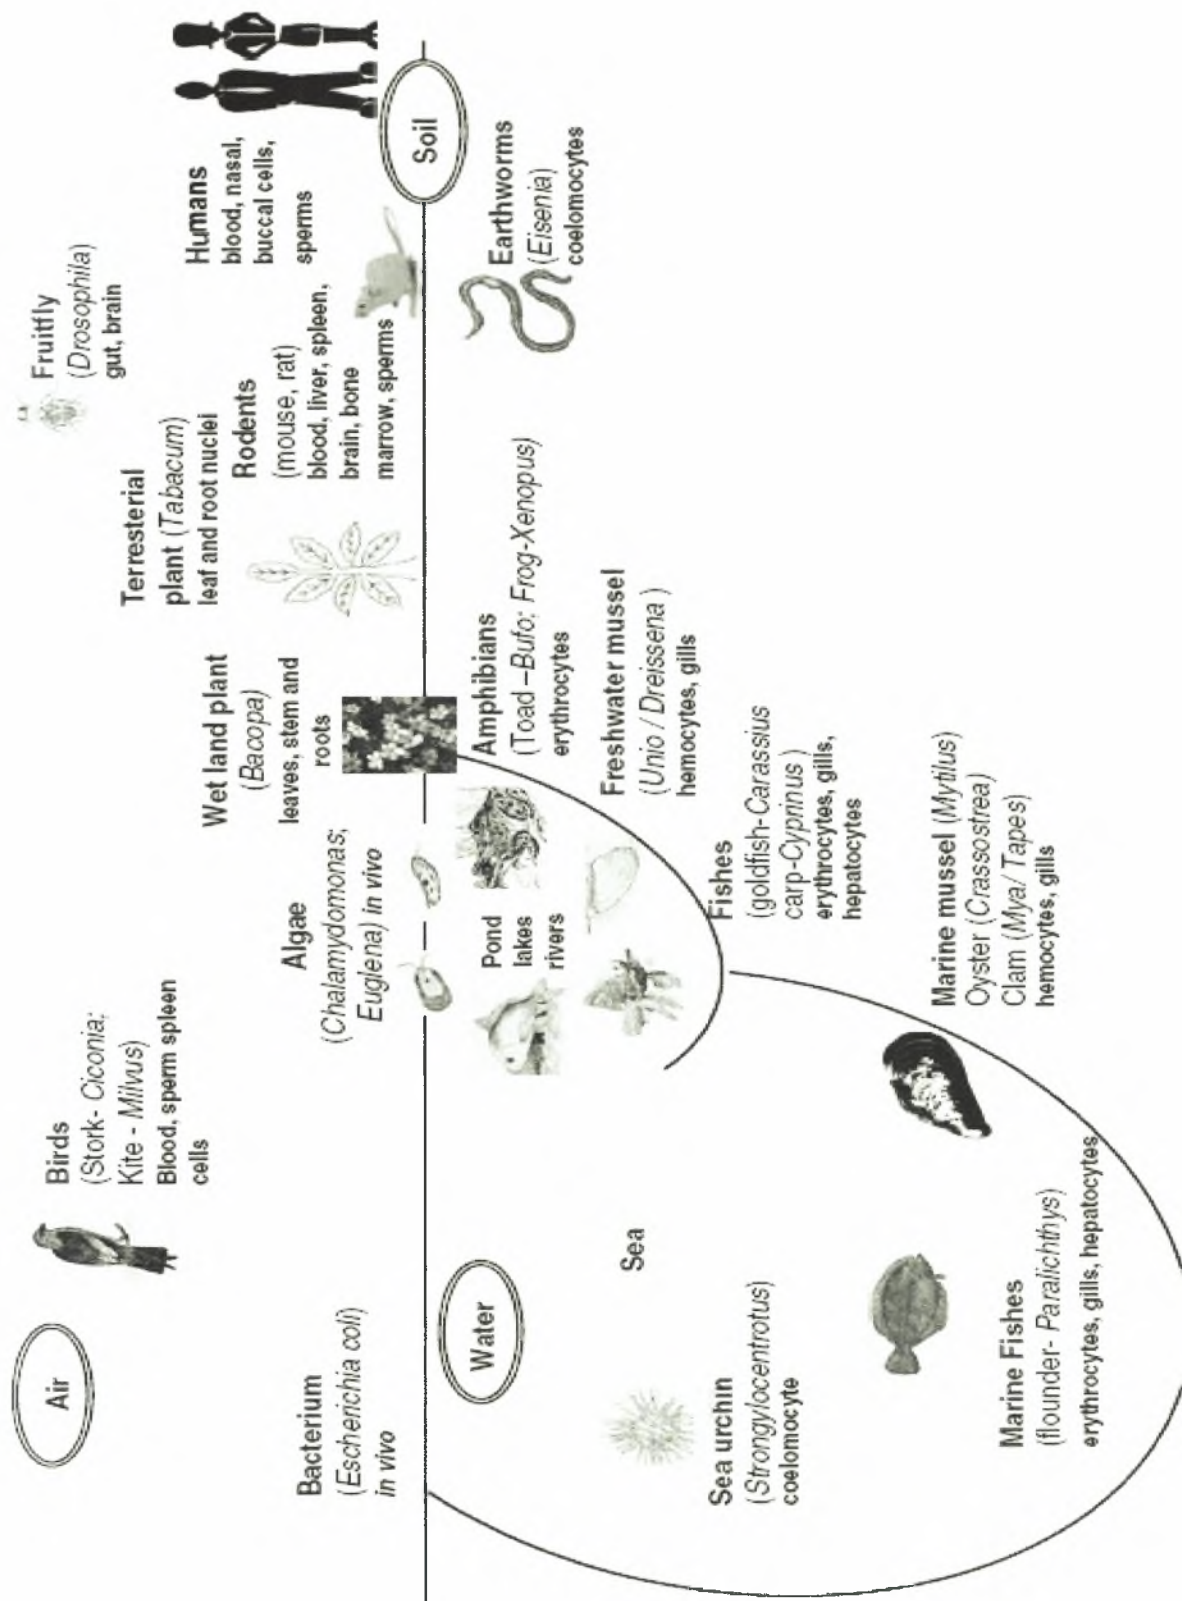 Air
Birds
(Stork- Ciconia;
Kite - Milvus)
Blood, sperm spleen
cells
Fruitfly
(Drosophila)
gut, brain
Terresterial
plant (Tabacum)
leaf and root nuclei
Humans
blood, nasal,
buccal cells,
sperms
Wet land plant
(Bacopa)
leaves, stem and
roots
Rodents
(mouse, rat)
blood, liver, spleen,
brain, bone
marrow, sperms
Bacterium
(Escherichia coli)
in vivo
Algae
(Chalamydomonas;
Euglena) in vivo
Soil
Water
Pond
lakes
rivers
Amphibians
(Toad –Bufo; Frog-Xenopus)
erythrocytes
Earthworms
(Eisenia)
coelomocytes
Sea
Freshwater mussel
(Unio / Dreissena )
hemocytes, gills
Sea urchin
(Strongylocentrotus)
coelomocyte
Fishes
(goldfish-Carassius
carp-Cyprinus )
erythrocytes, gills,
hepatocytes
Marine mussel (Mytilus)
Oyster (Crassostrea)
Clam (Mya/ Tapes)
hemocytes, gills
Marine Fishes
(flounder- Paralichthys)
erythrocytes, gills, hepatocytes